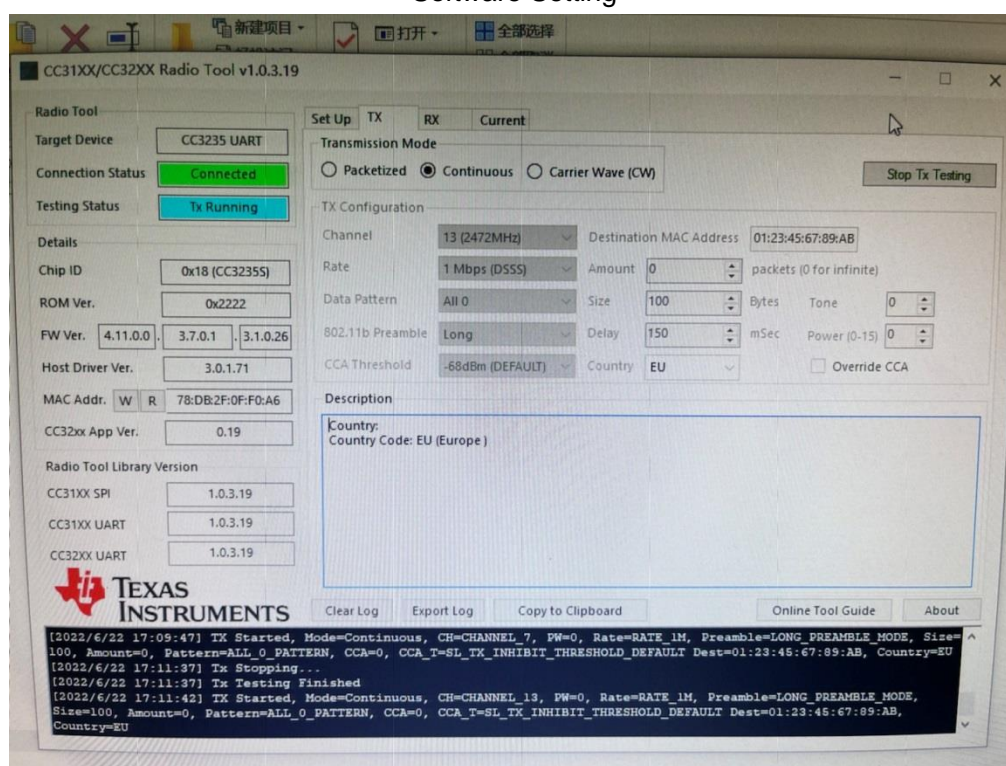 Software Setting
新建项目
打开
全部选择
CC31XX/CC32XX Radio Tool v1.0.3.19
Radio Tool
Target Device CC3235 UART
Connection Status Connected
Testing Status Tx Running
Details
Chip ID 0x18 (CC3235S)
ROM Ver. 0x2222
FW Ver. 4.11.0.0 . 3.7.0.1 . 3.1.0.26
Host Driver Ver. 3.0.1.71
MAC Addr. W R 78:DB:2F:0F:F0:A6
CC32xx App Ver. 0.19
Radio Tool Library Version
CC31XX SPI 1.0.3.19
CC31XX UART 1.0.3.19
CC32XX UART 1.0.3.19
TEXAS
INSTRUMENTS
Set Up TX RX Current
Transmission Mode
Packetized Continuous Carrier Wave (CW) Stop Tx Testing
TX Configuration
Channel 13 (2472MHz) Destination MAC Address 01:23:45:67:89:AB
Rate 1 Mbps (DSSS) Amount 0 packets (0 for infinite)
Data Pattern All 0 Size 100 Bytes Tone 0
802.11b Preamble Long Delay 150 mSec Power (0-15) 0
CCA Threshold -68dBm (DEFAULT) Country EU Override CCA
Description
Country:
Country Code: EU (Europe )
Clear Log Export Log Copy to Clipboard Online Tool Guide About
[2022/6/22 17:09:47] TX Started, Mode=Continuous, CH=CHANNEL_7, PW=0, Rate=RATE_1M, Preamble=LONG_PREAMBLE_MODE, Size=
100, Amount=0, Pattern=ALL_0_PATTERN, CCA=0, CCA_T=SL_TX_INHIBIT_THRESHOLD_DEFAULT Dest=01:23:45:67:89:AB, Country=EU
[2022/6/22 17:11:37] Tx Stopping...
[2022/6/22 17:11:37] Tx Testing Finished
[2022/6/22 17:11:42] TX Started, Mode=Continuous, CH=CHANNEL_13, PW=0, Rate=RATE_1M, Preamble=LONG_PREAMBLE_MODE,
Size=100, Amount=0, Pattern=ALL_0_PATTERN, CCA=0, CCA_T=SL_TX_INHIBIT_THRESHOLD_DEFAULT Dest=01:23:45:67:89:AB,
Country=EU